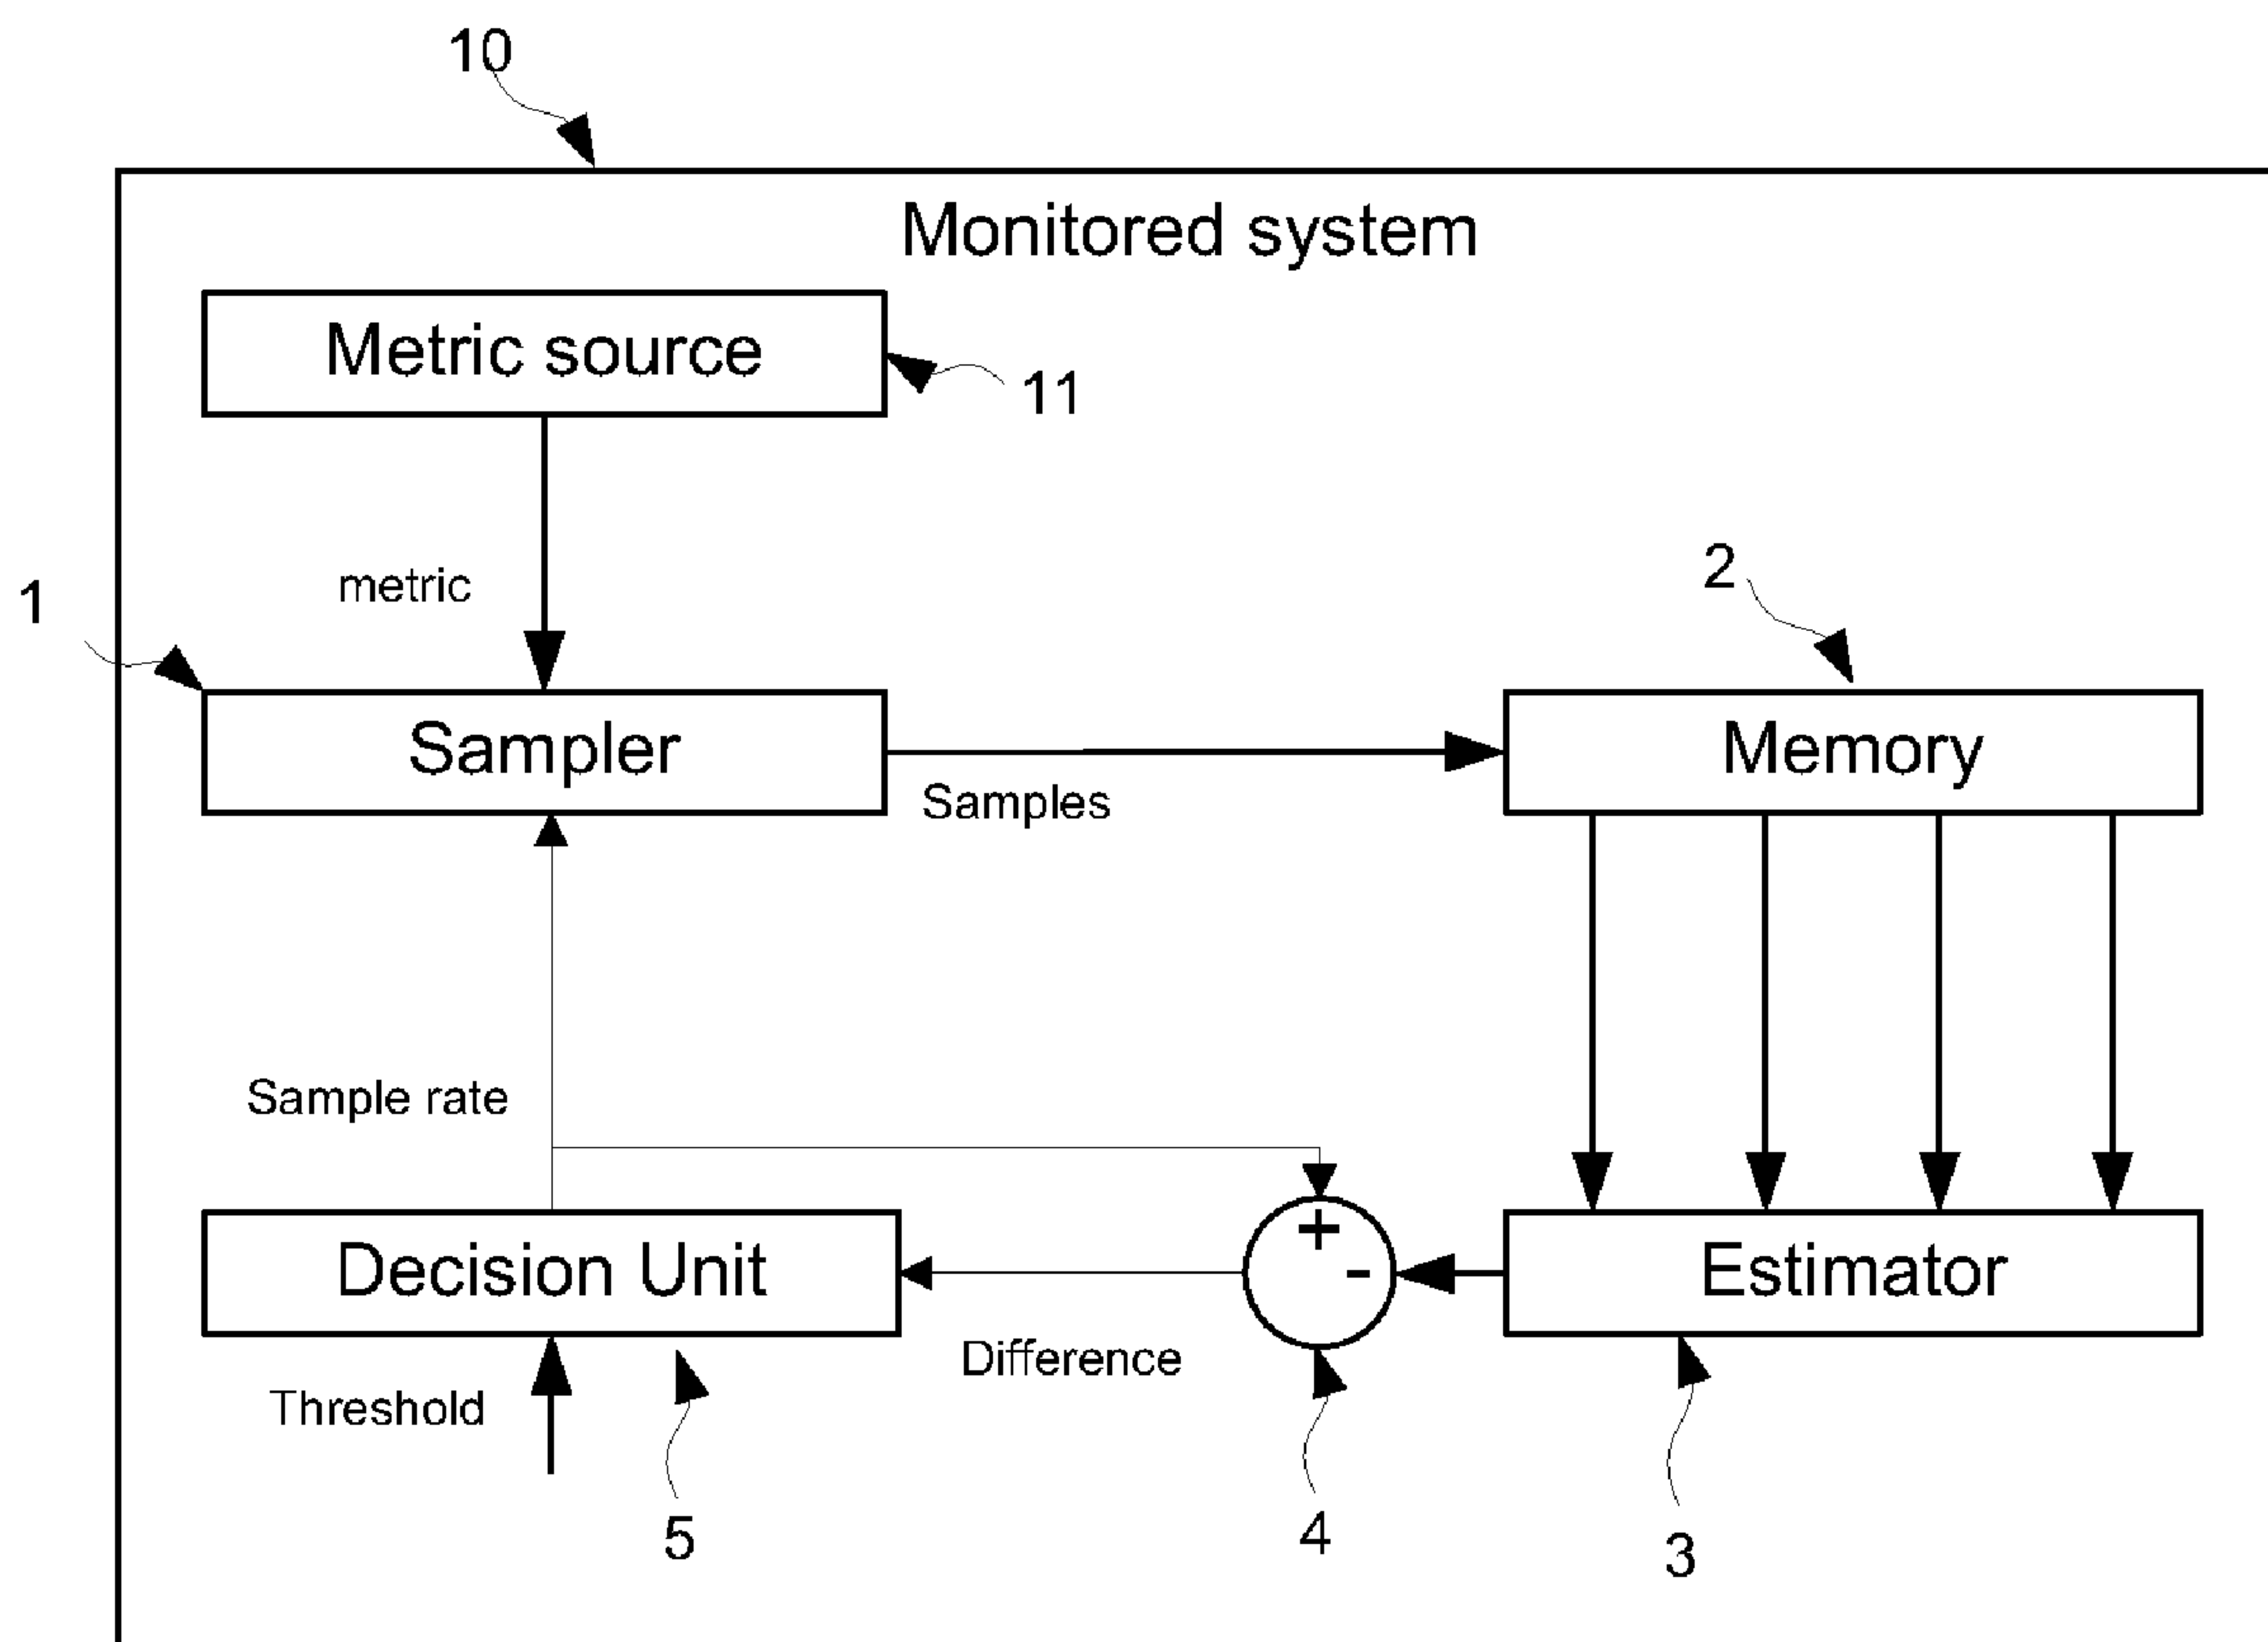 10
Monitored system
Metric source
11
metric
1
2
Sampler
Memory
Samples
Sample rate
+
-
Decision Unit
Estimator
Difference
Threshold
5
4
3